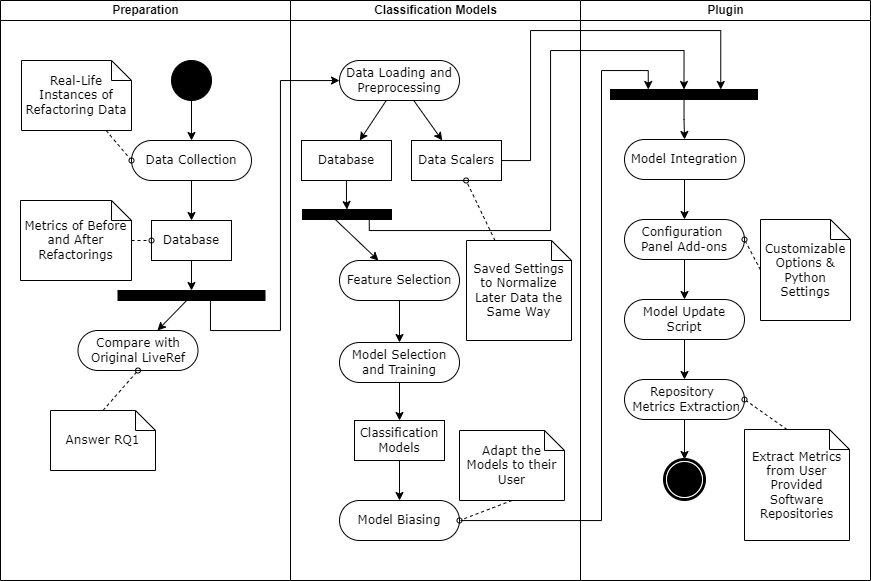 Preparation
Classification Models
Plugin
Real-Life
Instances of
Refactoring Data
Data Collection
Metrics of Before
and After
Refactorings
Database
Compare with
Original LiveRef
Answer RQ1
Data Loading and
Preprocessing
Database
Data Scalers
Saved Settings
to Normalize
Later Data the
Same Way
Feature Selection
Model Selection
and Training
Classification
Models
Adapt the
Models to their
User
Model Biasing
Model Integration
Configuration
Panel Add-ons
Customizable
Options &
Python
Settings
Model Update
Script
Repository
Metrics Extraction
Extract Metrics
from User
Provided
Software
Repositories